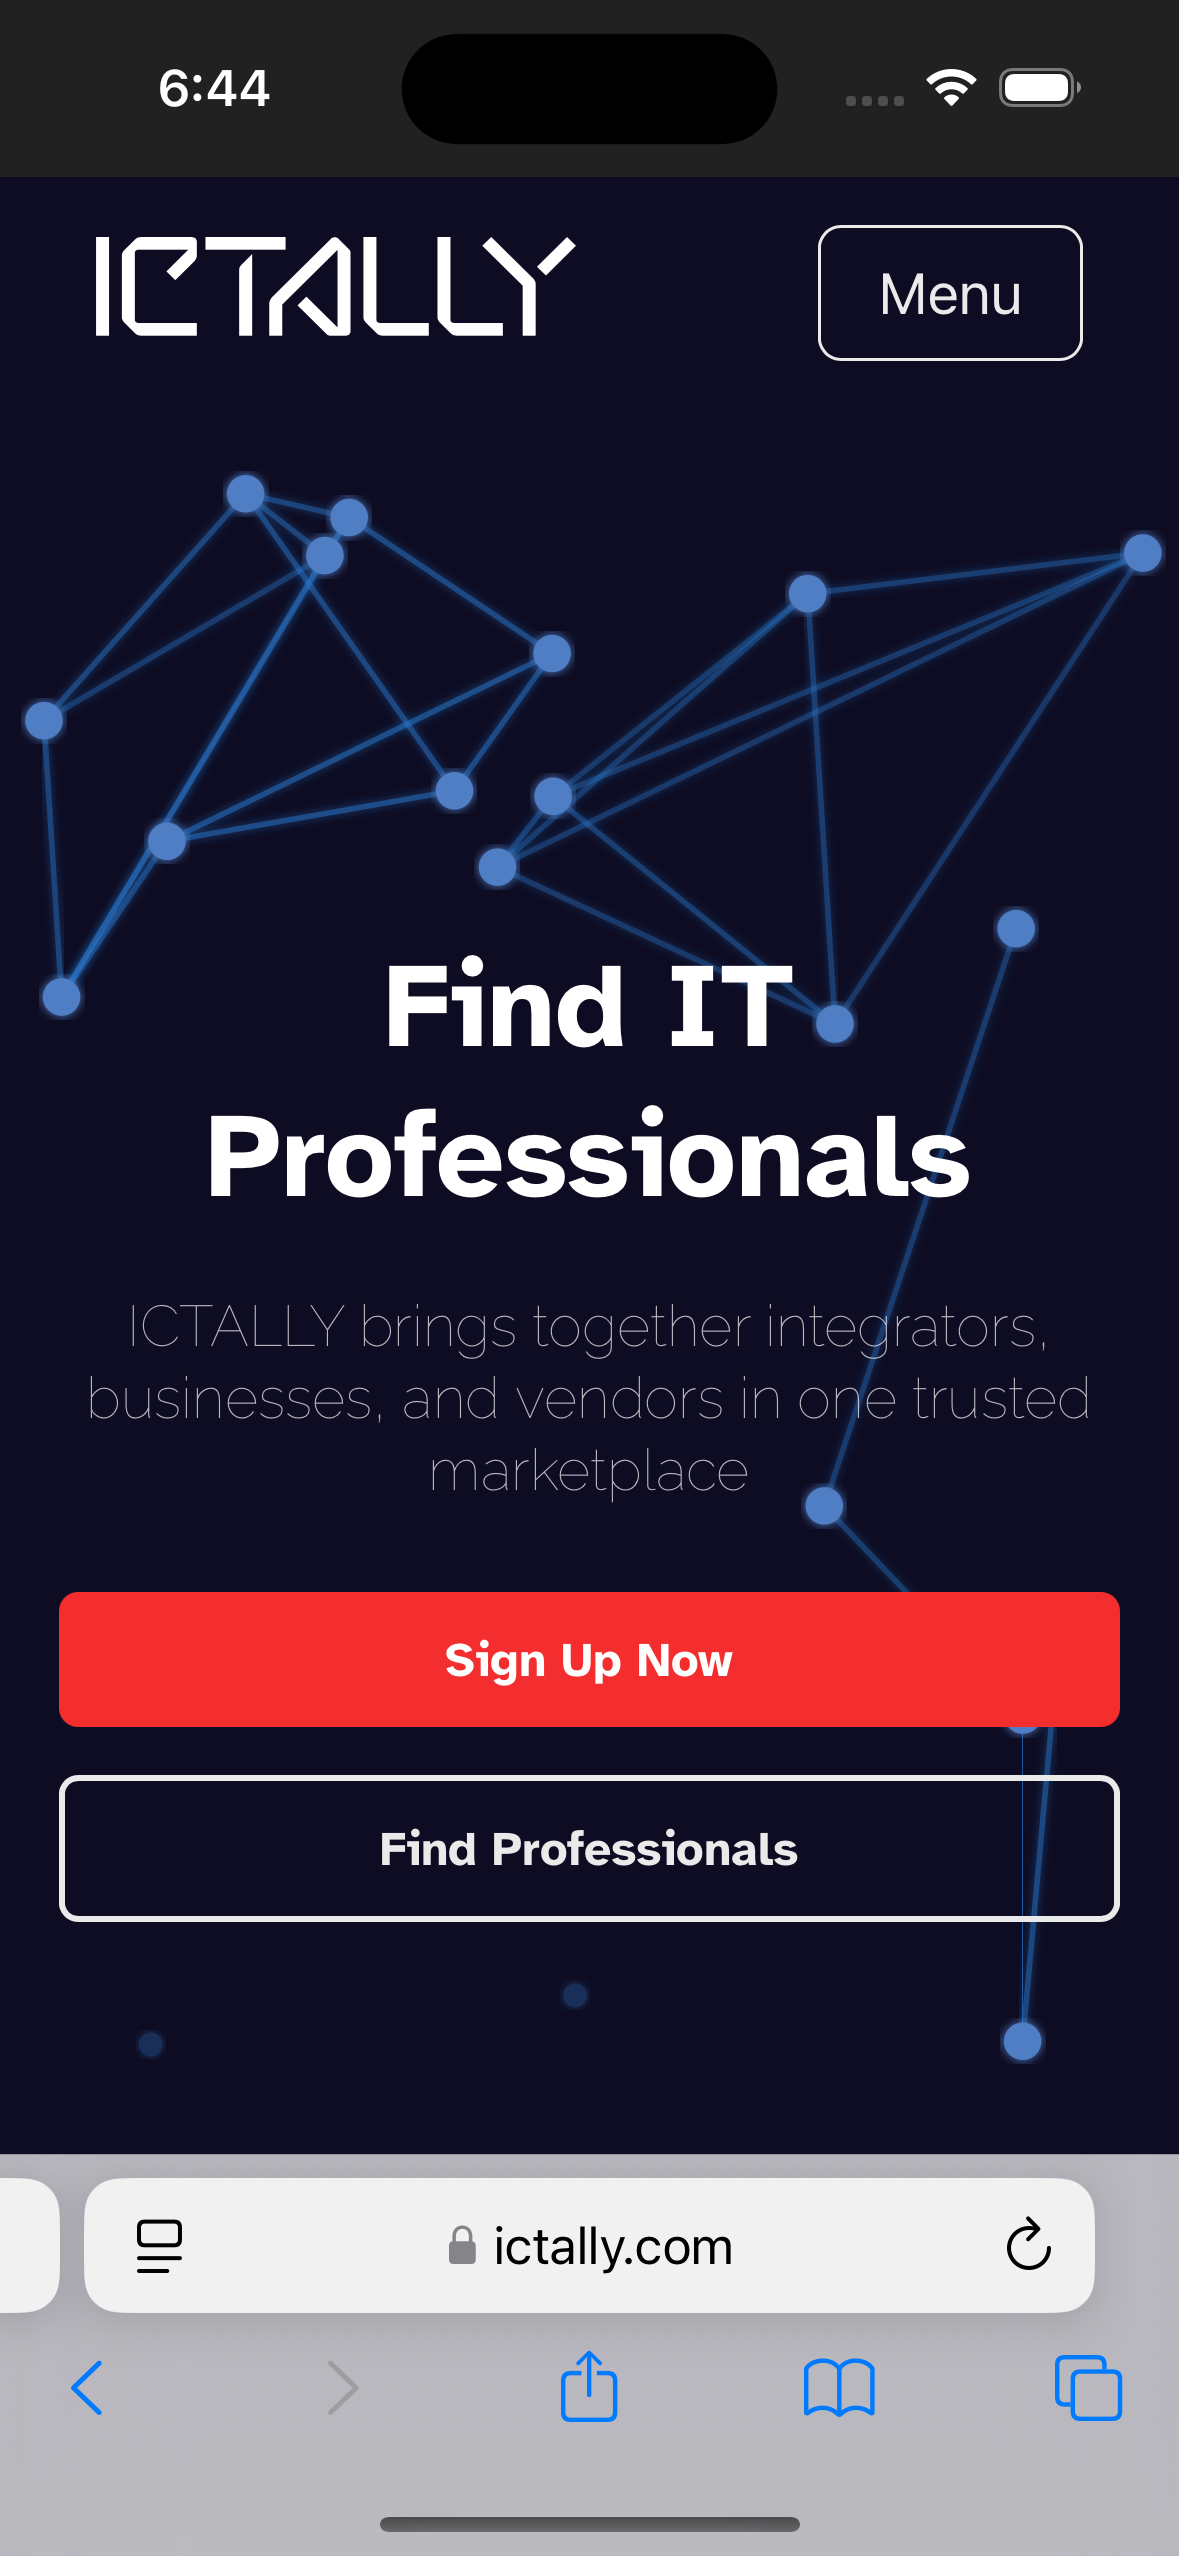 6:44
ICTALLY
Menu
Find IT
Professionals
ICTALLY brings together integrators,
businesses, and vendors in one trusted
marketplace
Sign Up Now
Find Professionals
ictally.com